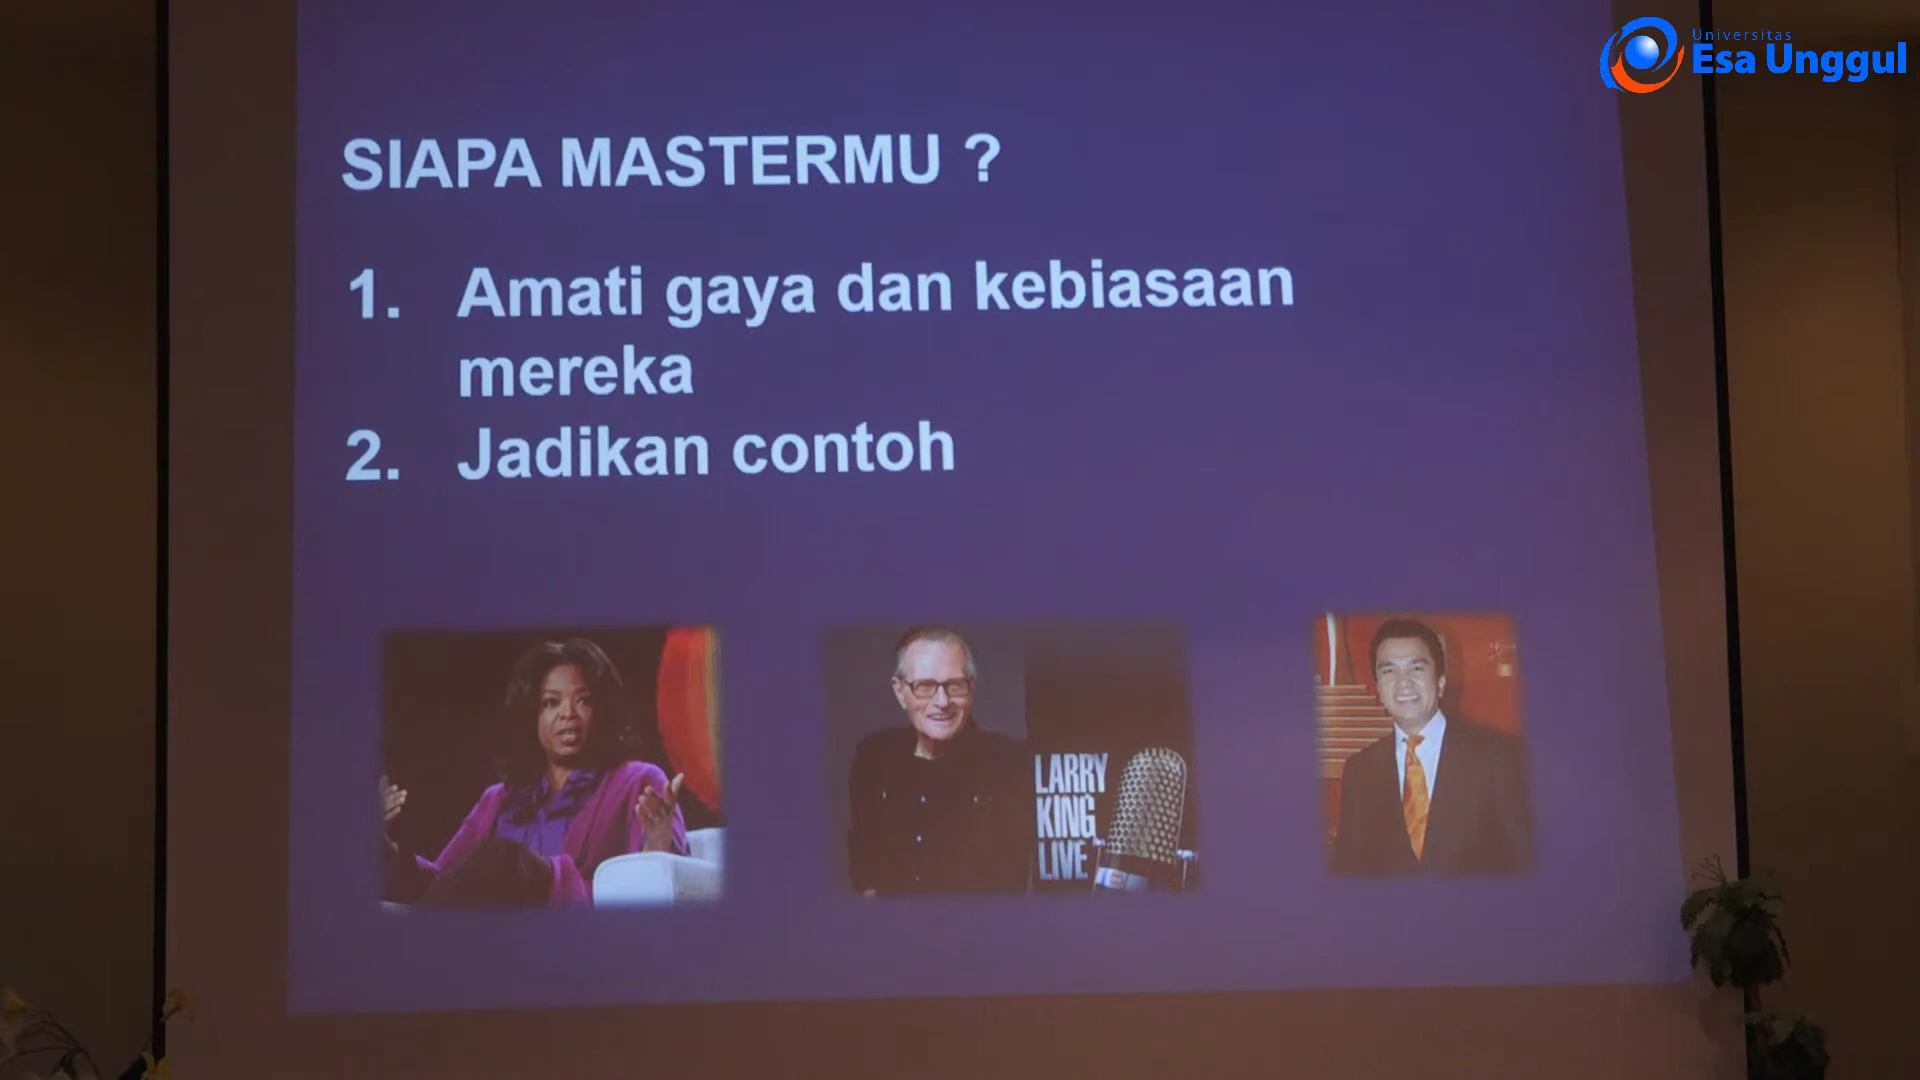 Universitas
Esa Unggul
SIAPA MASTERMU ?
1. Amati gaya dan kebiasaan
mereka
2. Jadikan contoh
LARRY
KING
LIVE